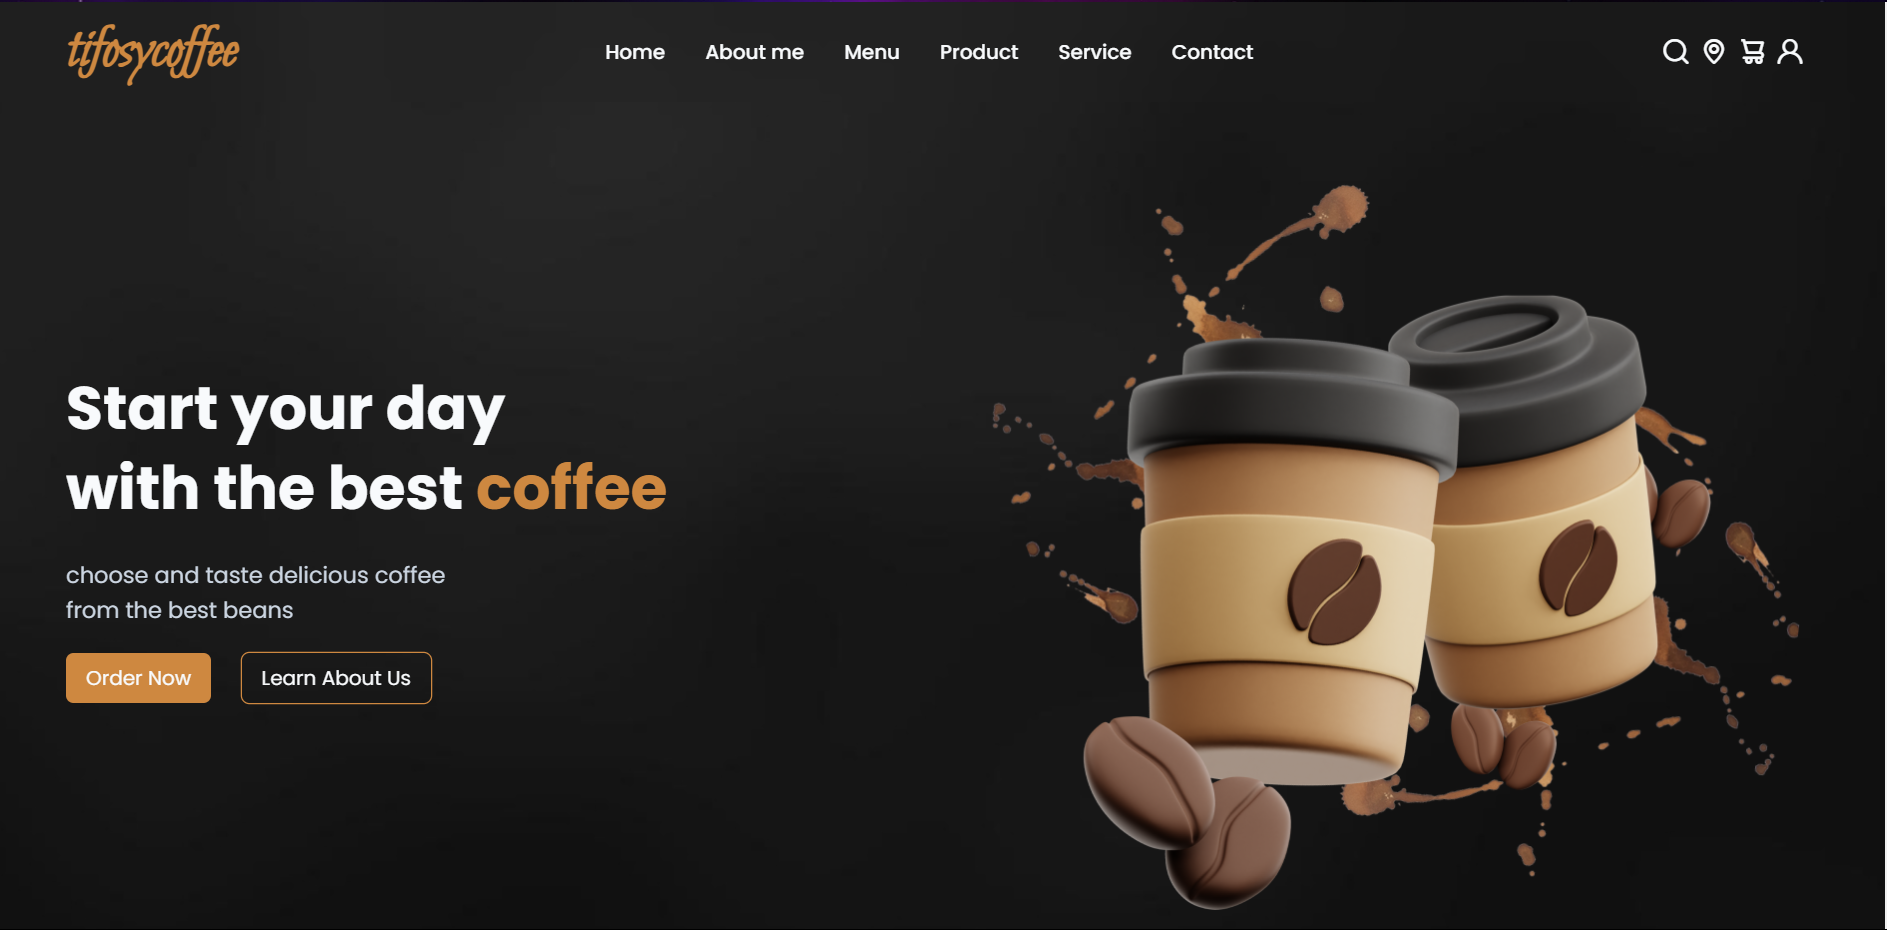 tifosycoffee
Home About me Menu Product Service Contact
Start your day
with the best coffee
choose and taste delicious coffee
from the best beans
Order Now Learn About Us